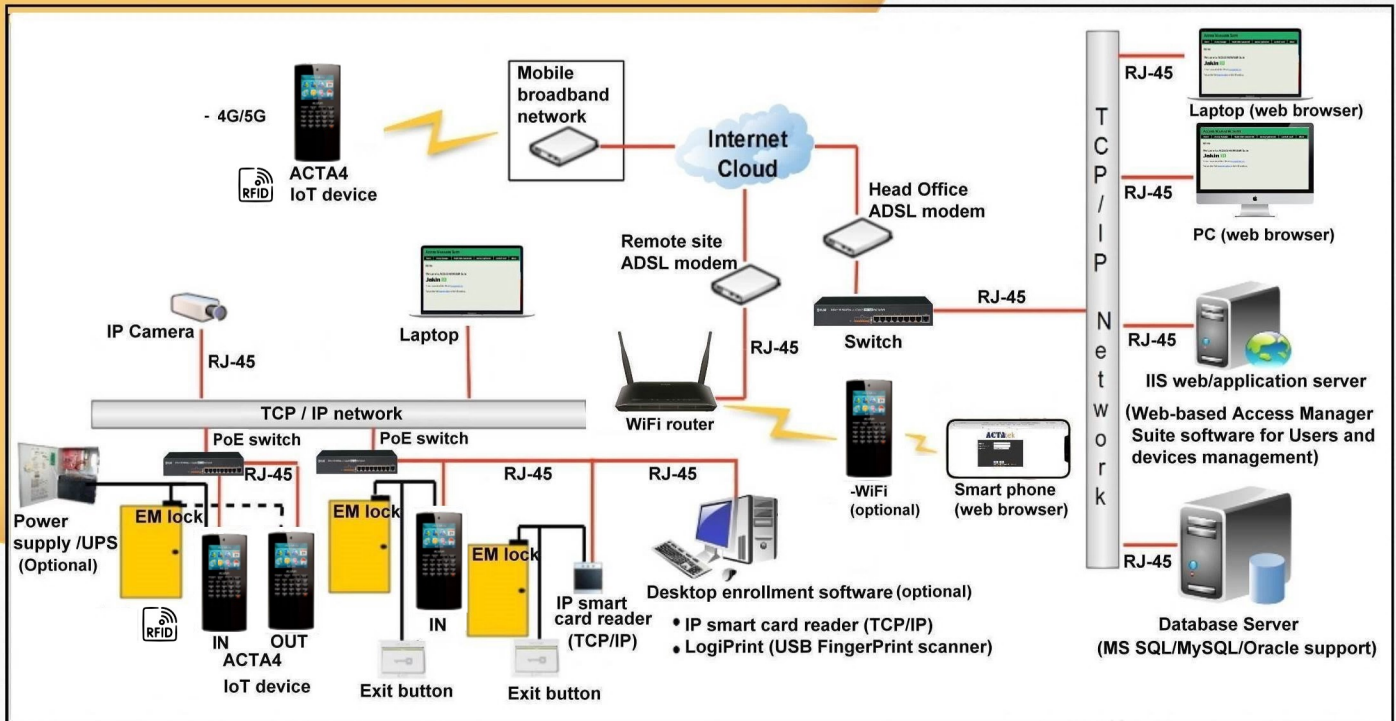 Mobile
broadband
network
- 4G/5G
RFID
ACTA4
IoT device
Internet
Cloud
Head Office
ADSL modem
Remote site
ADSL modem
RJ-45
Laptop (web browser)
RJ-45
PC (web browser)
TCP/IP Network
IP Camera
RJ-45
Laptop
RJ-45
WiFi router
Switch
RJ-45
RJ-45
IIS web/application server
(Web-based Access Manager
Suite software for Users and
devices management)
TCP / IP network
PoE switch
PoE switch
RJ-45
RJ-45
RJ-45
-WiFi
(optional)
ACTAtek
Smart phone
(web browser)
Power
supply /UPS
(Optional)
EM lock
EM lock
EM lock
RFID
IN
OUT
ACTA4
IoT device
IN
Exit button
Exit button
IP smart
card reader
(TCP/IP)
Desktop enrollment software (optional)
• IP smart card reader (TCP/IP)
• LogiPrint (USB FingerPrint scanner)
RJ-45
Database Server
(MS SQL/MySQL/Oracle support)